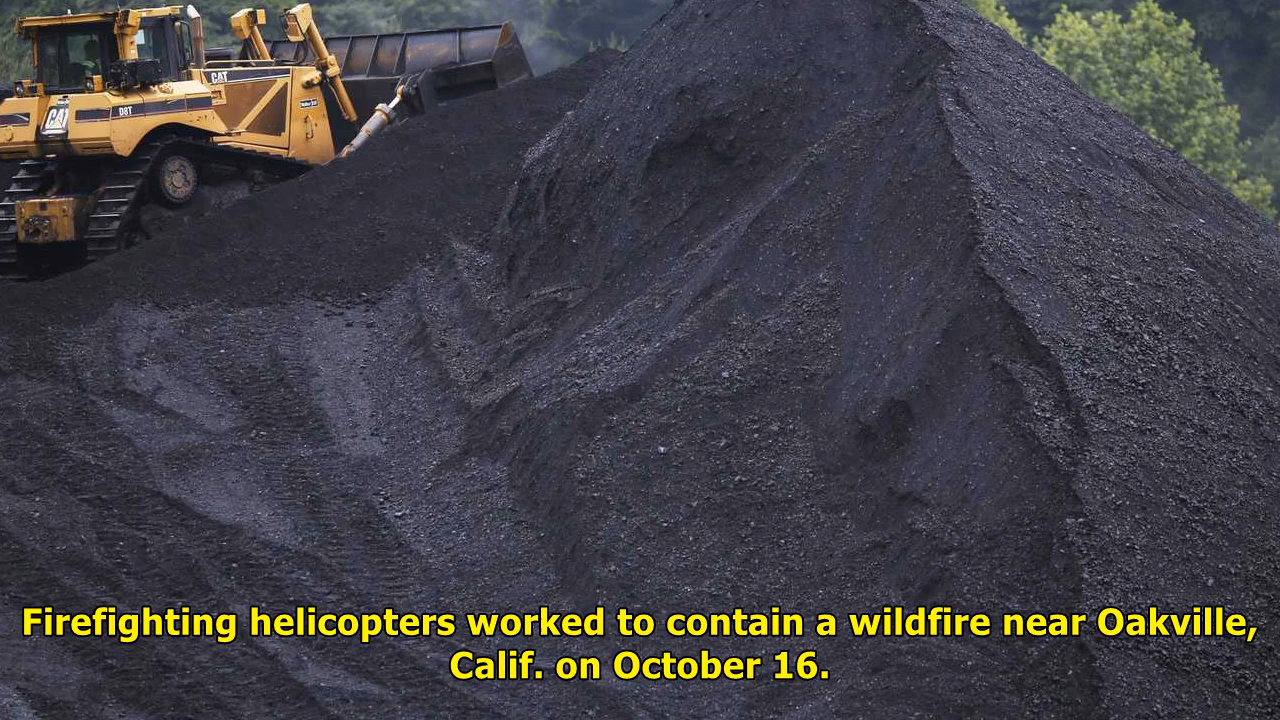 CAT
CAT
D8T
Firefighting helicopters worked to contain a wildfire near Oakville,
Calif. on October 16.